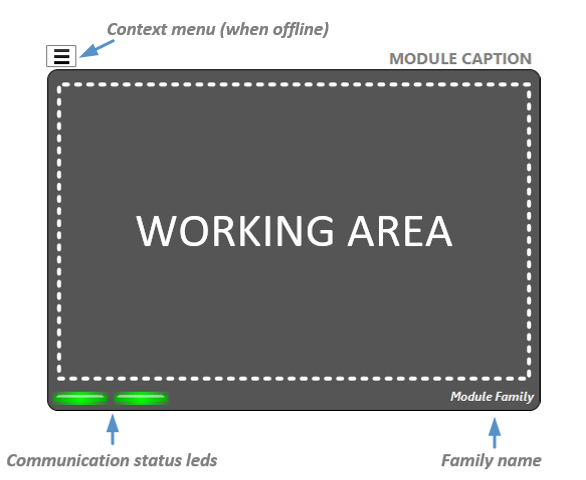 Context menu (when offline)
MODULE CAPTION
WORKING AREA
Module Family
Communication status leds
Family name